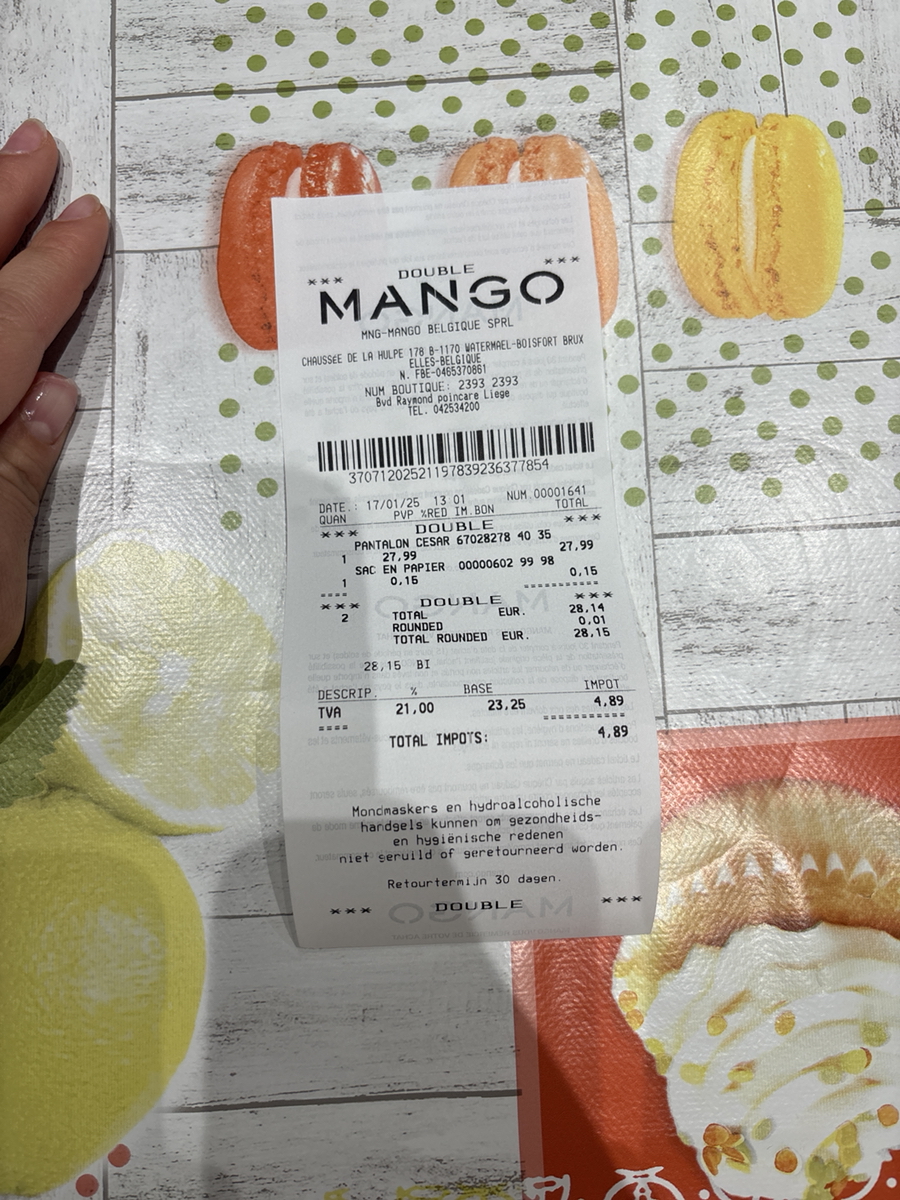 *** DOUBLE ***
MANGO
MNG-MANGO BELGIQUE SPRL
CHAUSSéE DE LA HULPE 178 B-1170 WATERMAEL-BOISFORT BRUX
ELLES-BELGIQUE
N. FBE-0465370861
NUM BOUTIQUE: 2393 2393
Bvd Raymond poincare Liege
TEL. 042534200
37071202521197839236377854
DATE.: 17/01/25 13 01 NUM.00001641
QUAN PVP %RED IM.BON TOTAL
*** DOUBLE ***
PANTALON CESAR 67028278 40 35
1 27,99 27,99
SAC EN PAPIER 00000602 99 98
1 0,15 0,15
==== ===========
*** DOUBLE ***
2 TOTAL EUR. 28,14
ROUNDED 0,01
TOTAL ROUNDED EUR. 28,15
28,15 BI
DESCRIP. % BASE IMPOT
TVA 21,00 23,25 4,89
==== ===========
TOTAL IMPOTS: 4,89
Mondmaskers en hydroalcoholische
handgels kunnen om gezondheids-
en hygiënische redenen
niet geruild of geretourneerd worden.
Retourtermijn 30 dagen.
*** DOUBLE ***